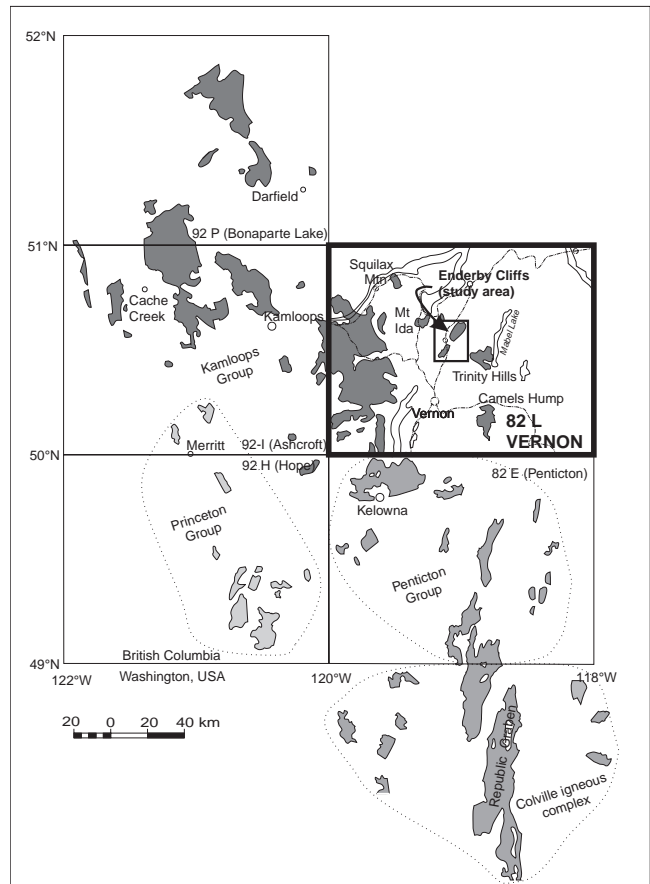 52°N
Darfield
51°N
92 P (Bonaparte Lake)
Squilax
Mtn
Enderby Cliffs
(study area)
Cache
Creek
Kamloops
Mt
Ida
Mabel Lake
Kamloops
Group
Trinity Hills
Camels Hump
Vernon
82 L
VERNON
Merritt
92-I (Ashcroft)
50°N
92 H (Hope)
82 E (Penticton)
Kelowna
Princeton
Group
Penticton
Group
49°N
British Columbia
Washington, USA
122°W
120°W
118°W
20 0 20 40 km
Republic Graben
Colville igneous
complex